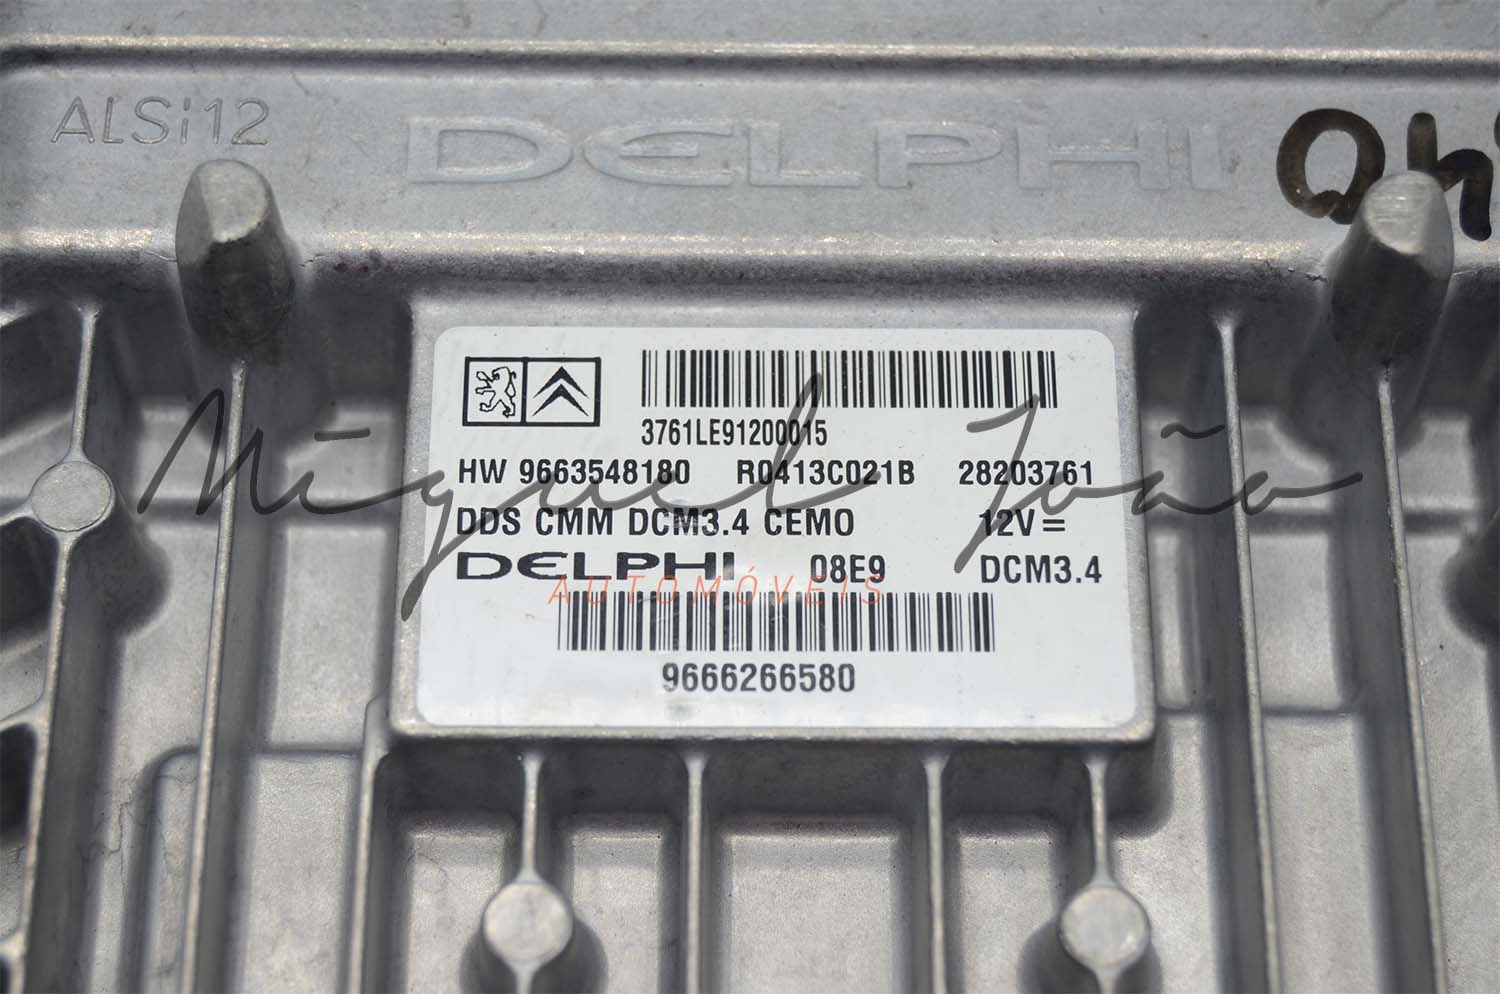 ALSi12
DELPHI
3761LE91200015
HW 9663548180 R0413C021B 28203761
DDS CMM DCM3.4 CEMO 12V=
DELPHI 08E9 DCM3.4
9666266580
Miguel João
AUTOMÓVEIS